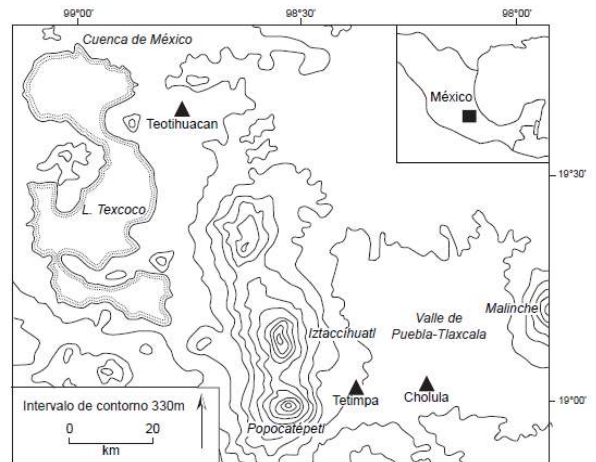 99°00'
98°30'
98°00'
Cuenca de México
México
Teotihuacan
19°30'
L. Texcoco
Malinche
Iztaccihuatl
Valle de
Puebla-Tlaxcala
Tetimpa
Cholula
19°00'
Intervalo de contorno 330m
0 20
km
Popocatépetl